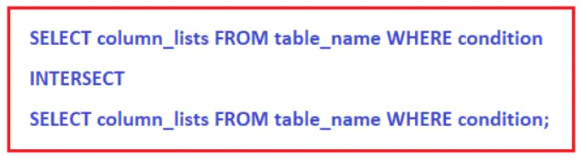 SELECT column_lists FROM table_name WHERE condition
INTERSECT
SELECT column_lists FROM table_name WHERE condition;